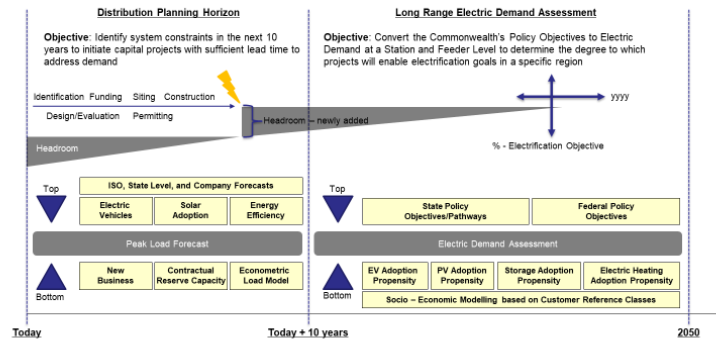 Distribution Planning Horizon
Objective: Identify system constraints in the next 10
years to initiate capital projects with sufficient lead time to
address demand
Identification Funding Siting Construction
Design/Evaluation Permitting
Headroom
Headroom – newly added
Top
ISO, State Level, and Company Forecasts
Electric
Vehicles
Solar
Adoption
Energy
Efficiency
Peak Load Forecast
New
Business
Contractual
Reserve Capacity
Econometric
Load Model
Bottom
Long Range Electric Demand Assessment
Objective: Convert the Commonwealth's Policy Objectives to Electric
Demand at a Station and Feeder Level to determine the degree to which
projects will enable electrification goals in a specific region
yyyy
% - Electrification Objective
Top
State Policy
Objectives/Pathways
Federal Policy
Objectives
Electric Demand Assessment
EV Adoption
Propensity
PV Adoption
Propensity
Storage Adoption
Propensity
Electric Heating
Adoption Propensity
Bottom
Socio – Economic Modelling based on Customer Reference Classes
Today
Today + 10 years
2050